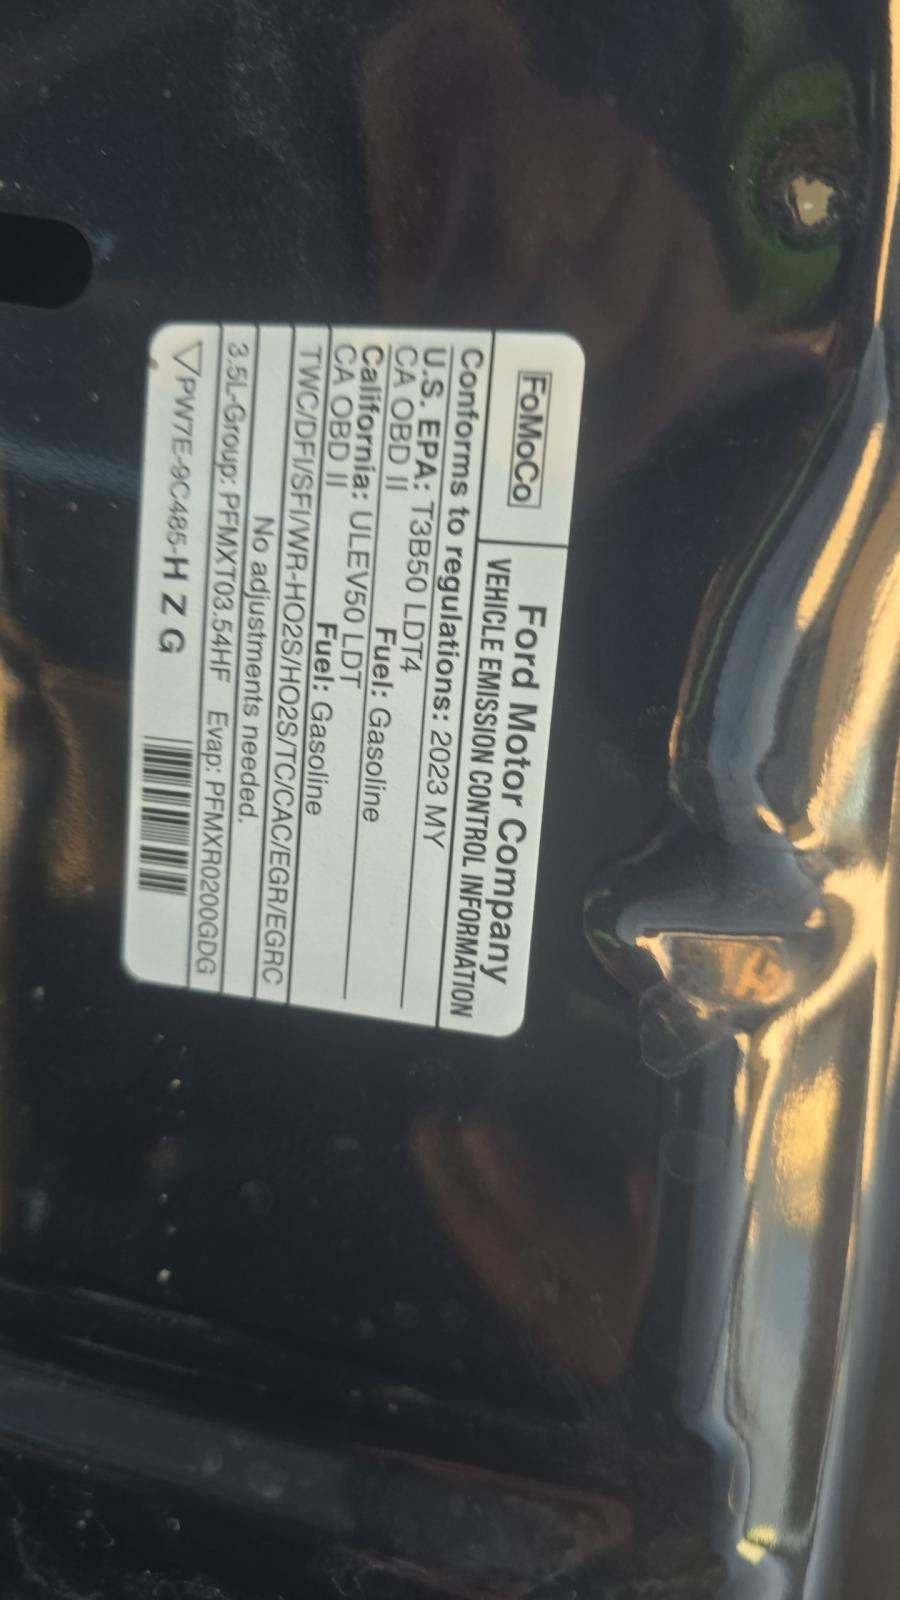 FoMoCo
Ford Motor Company
VEHICLE EMISSION CONTROL INFORMATION
Conforms to regulations: 2023 MY
U.S. EPA: T3B50 LDT4
CA OBD II Fuel: Gasoline
California: ULEV50 LDT
CA OBD II Fuel: Gasoline
TWC/DFI/SFI/WR-HO2S/HO2S/TC/CAC/EGR/EGRC
No adjustments needed.
3.5L-Group: PFMXT03.54HF Evap: PFMXR0200GDG
▽PW7E-9C485-H Z G